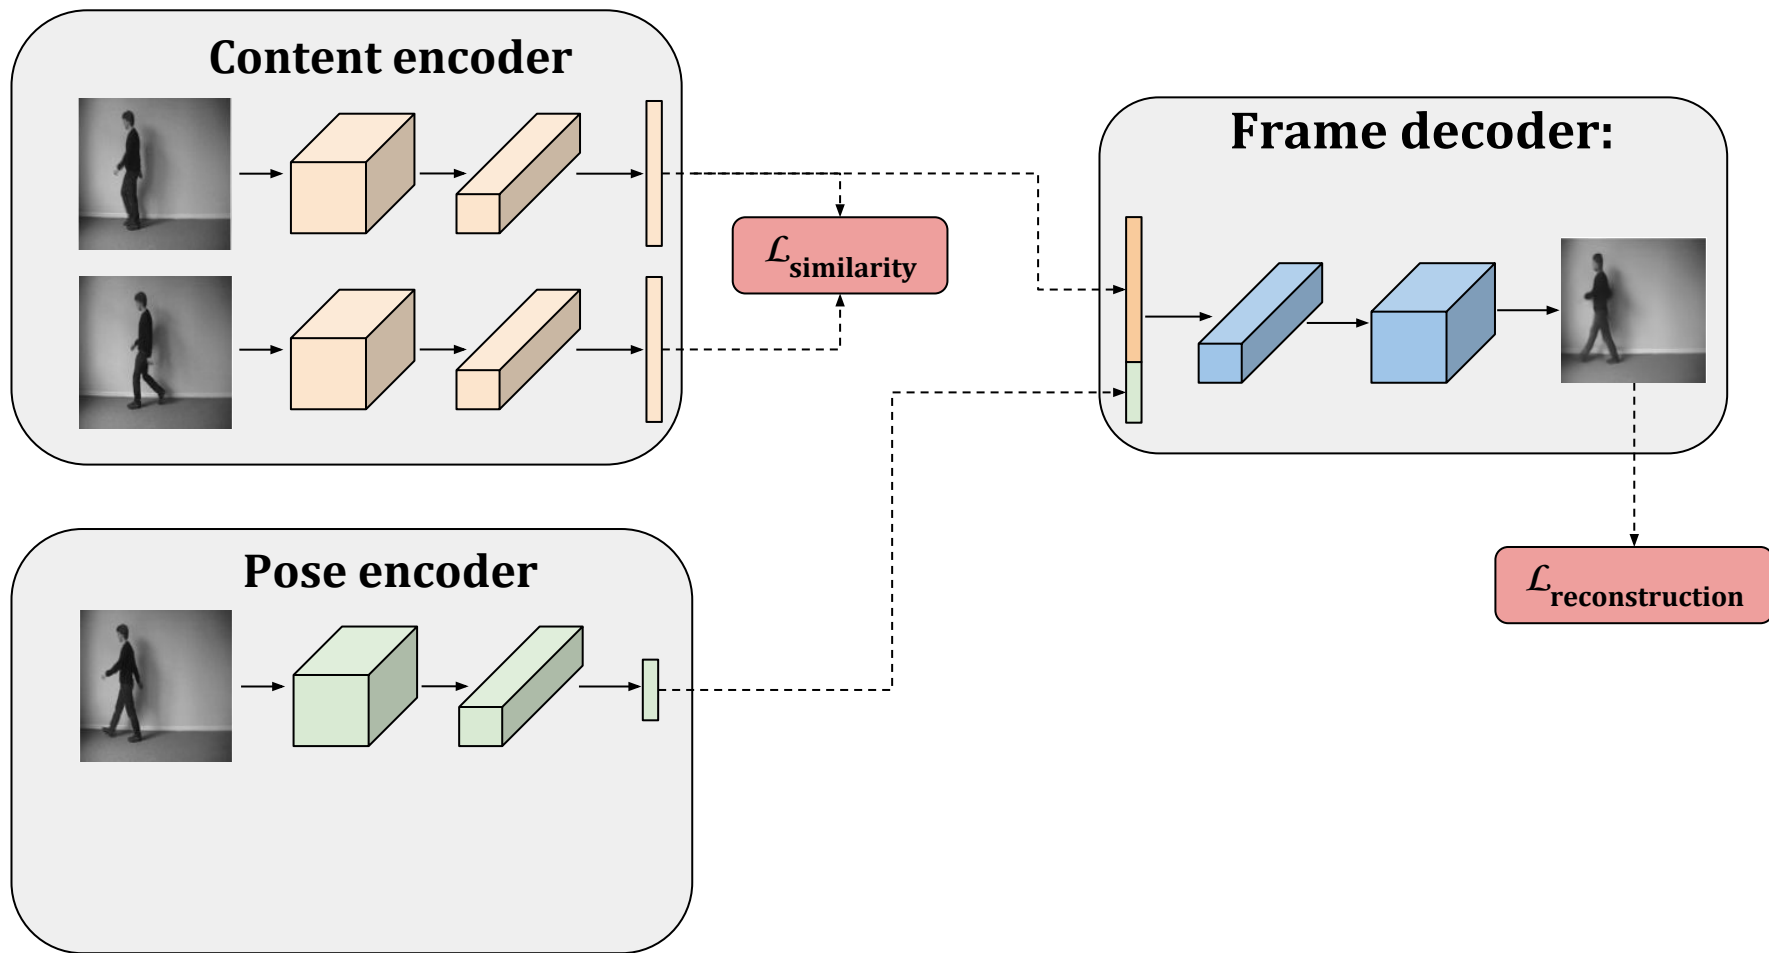 Content encoder
Frame decoder:
ℒsimilarity
Pose encoder
ℒreconstruction